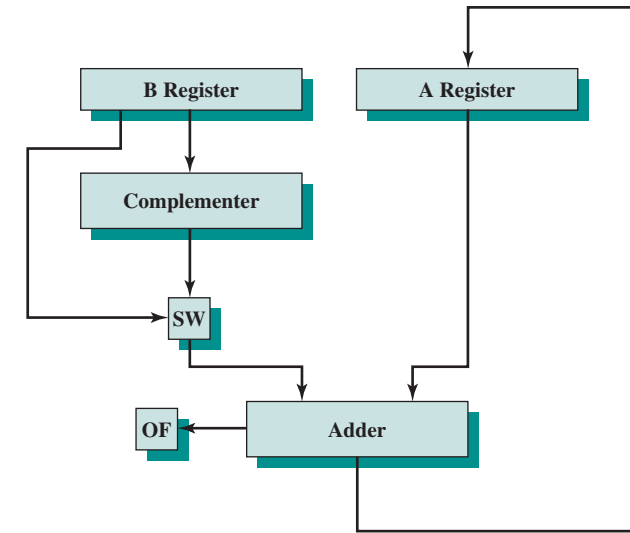 B Register
A Register
Complementer
SW
OF
Adder